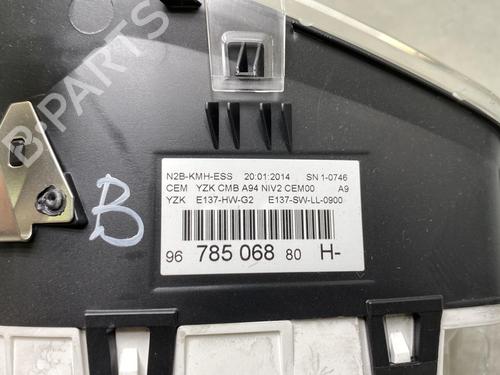 B-PARTS
N2B-KMH-ESS 20:01:2014 SN 1-0746
CEM YZK CMB A94 NIV2 CEM00 A9
YZK E137-HW-G2 E137-SW-LL-0900
96 785 068 80 H-
B